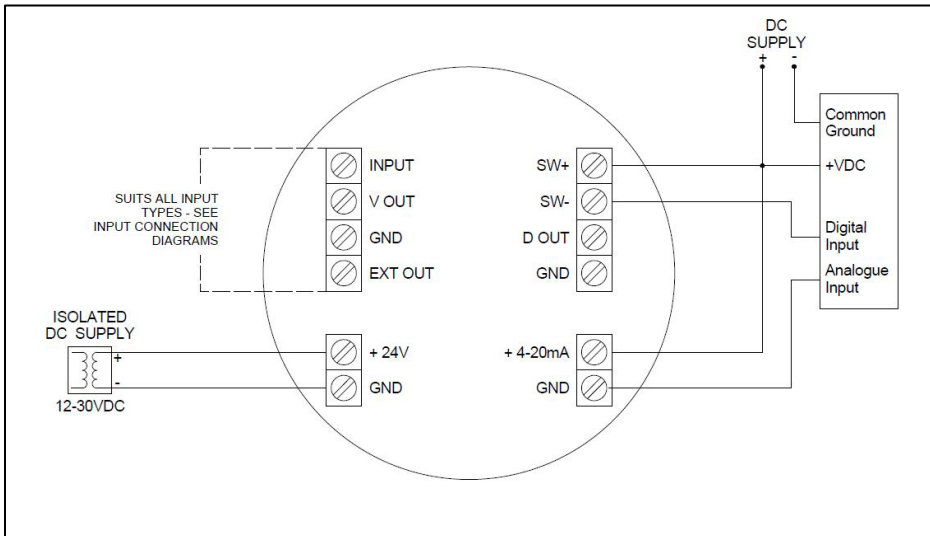 DC
SUPPLY
+ -
Common
Ground
+VDC
Digital
Input
Analogue
Input
SUITS ALL INPUT
TYPES - SEE
INPUT CONNECTION
DIAGRAMS
INPUT
V OUT
GND
EXT OUT
SW+
SW-
D OUT
GND
ISOLATED
DC SUPPLY
+
-
12-30VDC
+ 24V
GND
+ 4-20mA
GND